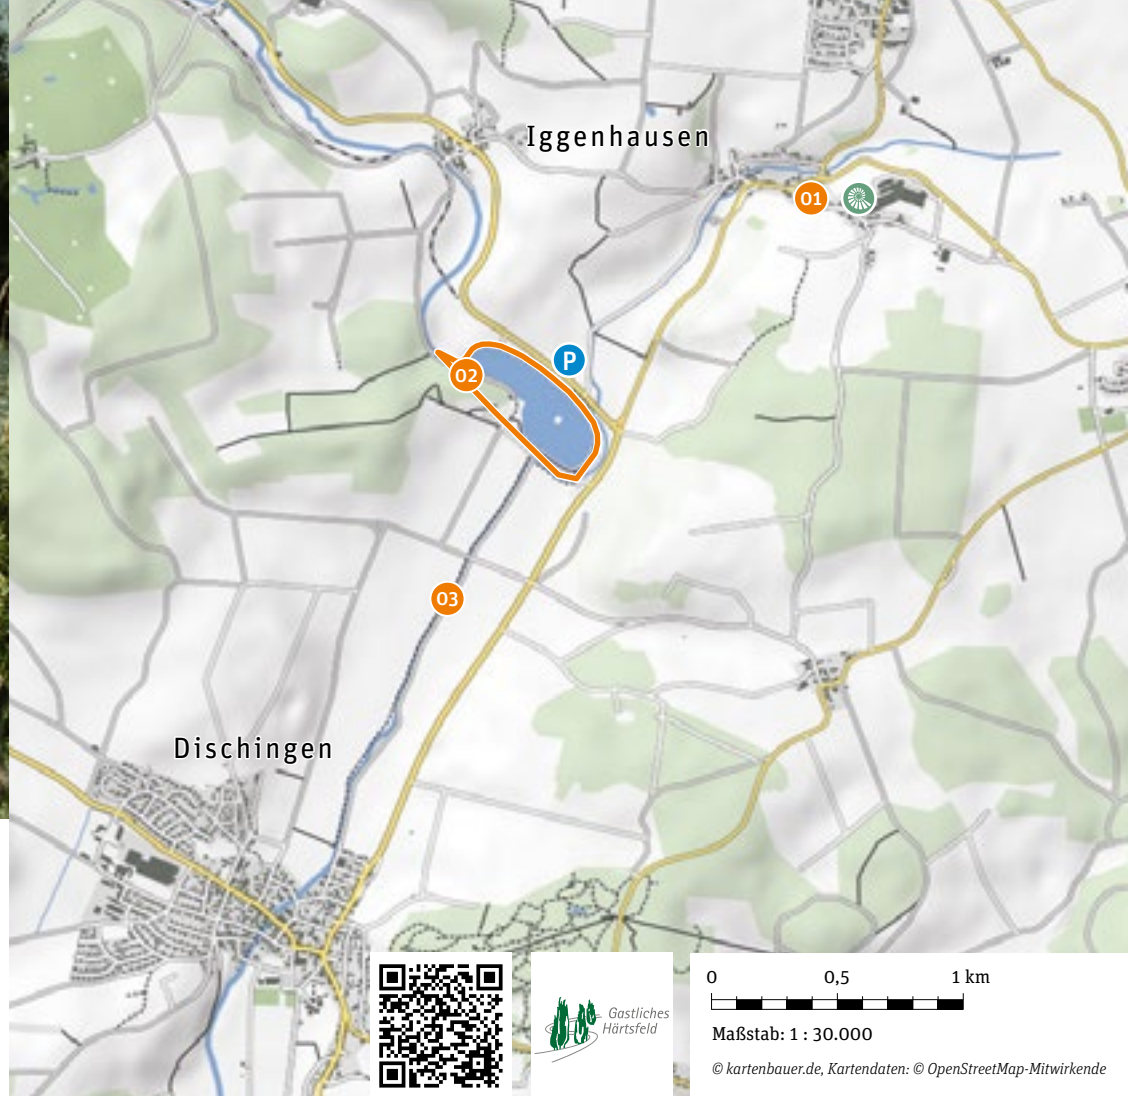 Iggenhausen
01
P
02
03
Dischingen
Gastliches
Härtsfeld
0 0,5 1 km
Maßstab: 1 : 30.000
© kartenbauer.de, Kartendaten: © OpenStreetMap-Mitwirkende